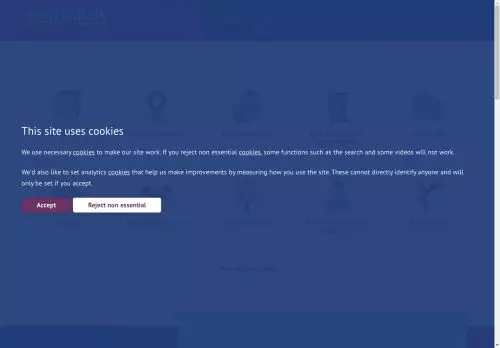 This site uses cookies
We use necessary cookies to make our site work. If you reject non essential cookies, some functions such as the search and some videos will not work.
We'd also like to set analytics cookies that help us make improvements by measuring how you use the site. These cannot directly identify anyone and will
only be set if you accept.
Accept
Reject non essential